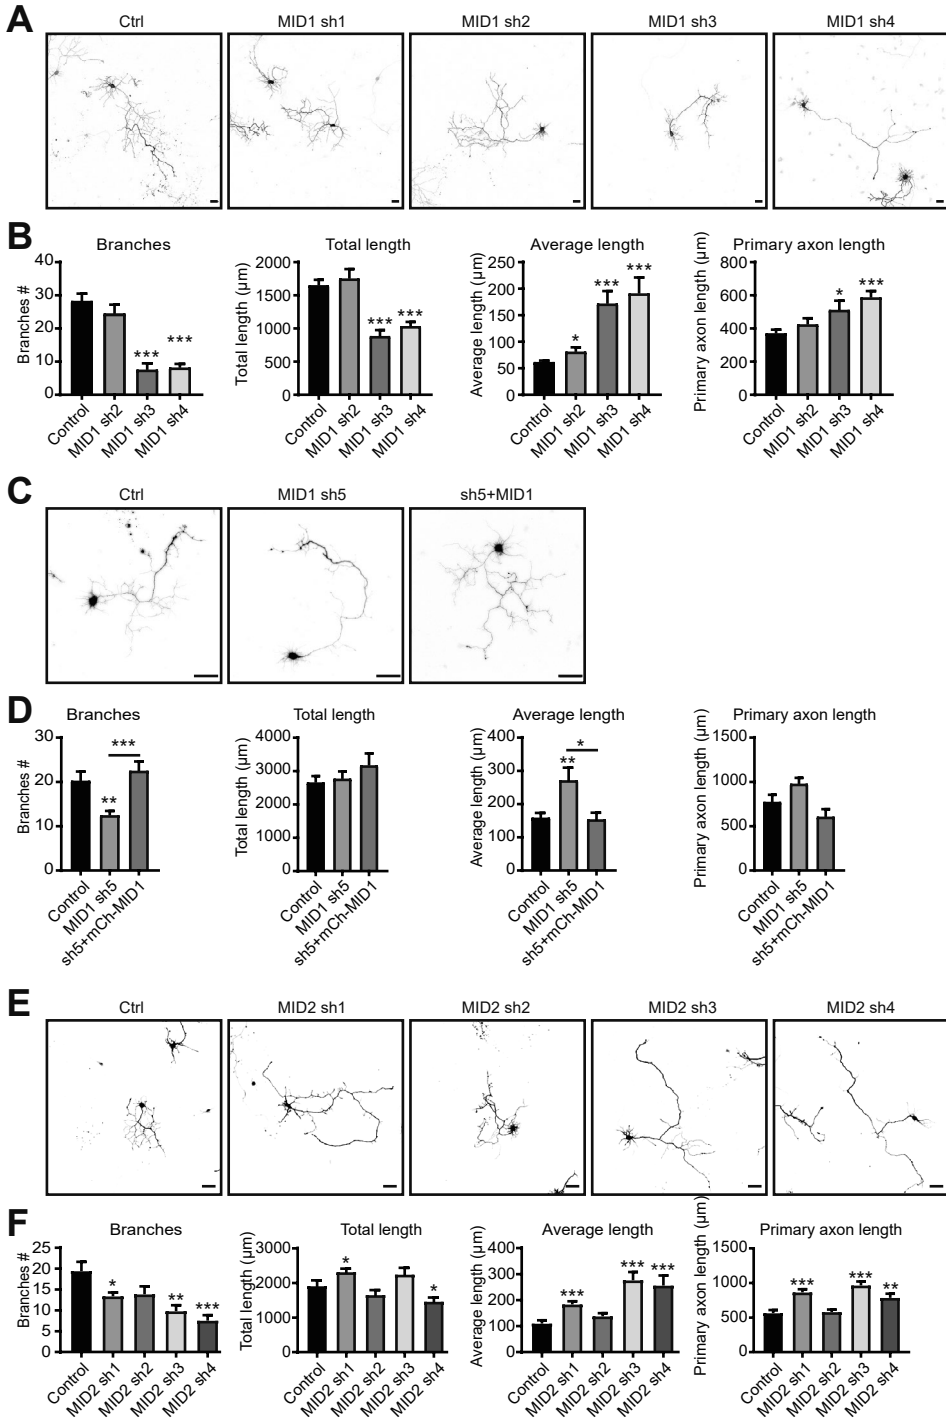 A
Ctrl
MID1 sh1
MID1 sh2
MID1 sh3
MID1 sh4
B
Branches
Branches #
40
30
20
10
0
***
***
Control
MID1 sh2
MID1 sh3
MID1 sh4
Total length
Total length (µm)
2000
1500
1000
500
0
***
***
Control
MID1 sh2
MID1 sh3
MID1 sh4
Average length
Average length (µm)
250
200
150
100
50
0
*
***
***
Control
MID1 sh2
MID1 sh3
MID1 sh4
Primary axon length
Primary axon length (µm)
800
600
400
200
0
*
***
Control
MID1 sh2
MID1 sh3
MID1 sh4
C
Ctrl
MID1 sh5
sh5+MID1
D
Branches
Branches #
30
20
10
0
**
***
Control
MID1 sh5
sh5+mCh-MID1
Total length
Total length (µm)
4000
3000
2000
1000
0
Control
MID1 sh5
sh5+mCh-MID1
Average length
Average length (µm)
400
300
200
100
0
**
*
Control
MID1 sh5
sh5+mCh-MID1
Primary axon length
Primary axon length (µm)
1500
1000
500
0
Control
MID1 sh5
sh5+mCh-MID1
E
Ctrl
MID2 sh1
MID2 sh2
MID2 sh3
MID2 sh4
F
Branches
Branches #
25
20
15
10
5
0
*
**
***
Control
MID2 sh1
MID2 sh2
MID2 sh3
MID2 sh4
Total length
Total length (µm)
3000
2000
1000
0
*
*
Control
MID2 sh1
MID2 sh2
MID2 sh3
MID2 sh4
Average length
Average length (µm)
400
300
200
100
0
***
***
***
Control
MID2 sh1
MID2 sh2
MID2 sh3
MID2 sh4
Primary axon length
Primary axon length (µm)
1500
1000
500
0
***
***
**
Control
MID2 sh1
MID2 sh2
MID2 sh3
MID2 sh4